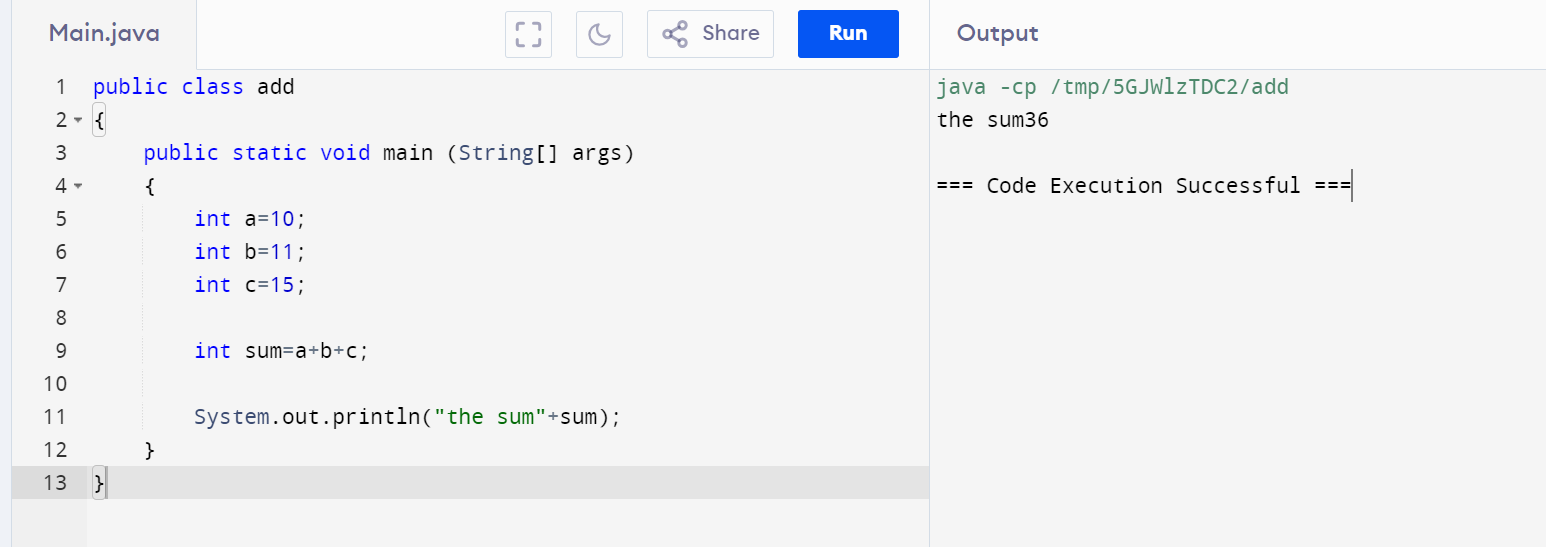 Main.java
Share
Run
Output
1 public class add
2 {
3     public static void main (String[] args)
4     {
5         int a=10;
6         int b=11;
7         int c=15;
8
9         int sum=a+b+c;
10
11         System.out.println("the sum"+sum);
12     }
13 }
java -cp /tmp/5GJWlzTDC2/add
the sum36
=== Code Execution Successful ===